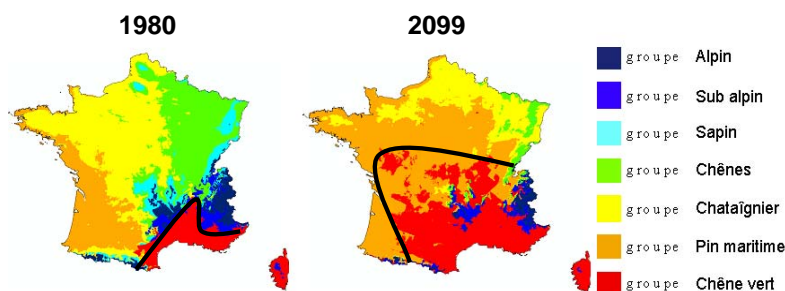 1980
2099
groupe Alpin
groupe Sub alpin
groupe Sapin
groupe Chênes
groupe Chataîgnier
groupe Pin maritime
groupe Chêne vert